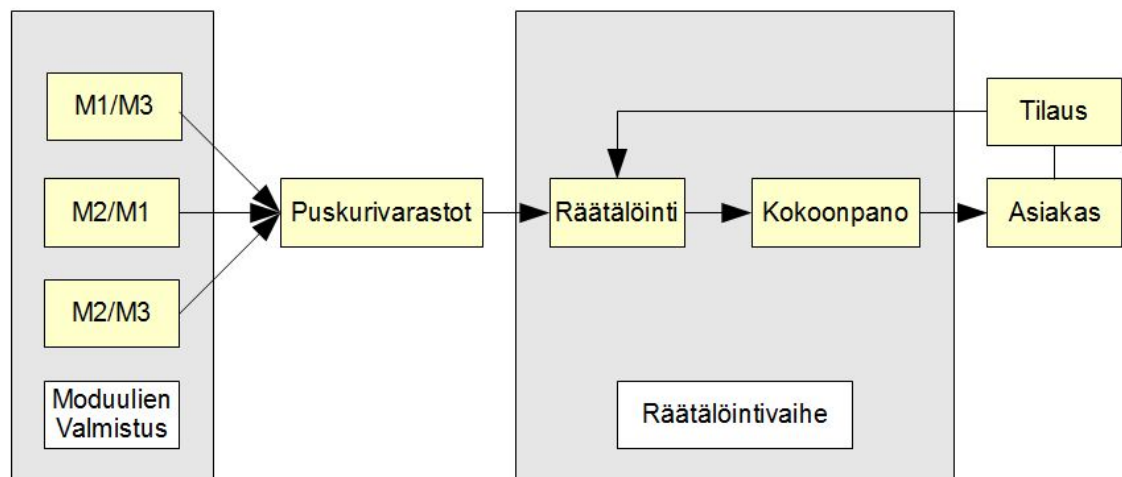 M1/M3
M2/M1
M2/M3
Moduulien
Valmistus
Puskurivarastot
Räätälöinti
Kokoonpano
Räätälöintivaihe
Tilaus
Asiakas